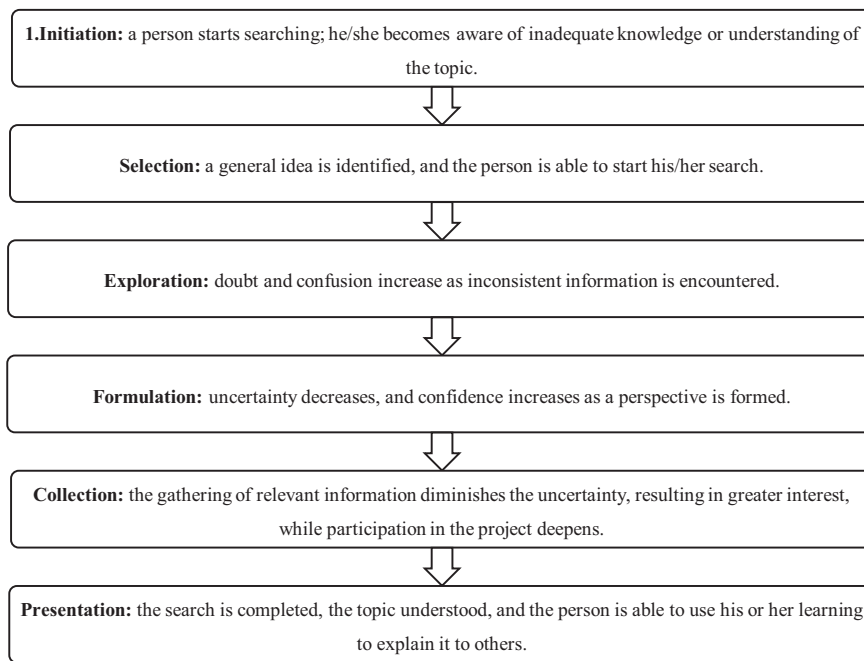 1.Initiation: a person starts searching; he/she becomes aware of inadequate knowledge or understanding of
the topic.
Selection: a general idea is identified, and the person is able to start his/her search.
Exploration: doubt and confusion increase as inconsistent information is encountered.
Formulation: uncertainty decreases, and confidence increases as a perspective is formed.
Collection: the gathering of relevant information diminishes the uncertainty, resulting in greater interest,
while participation in the project deepens.
Presentation: the search is completed, the topic understood, and the person is able to use his or her learning
to explain it to others.